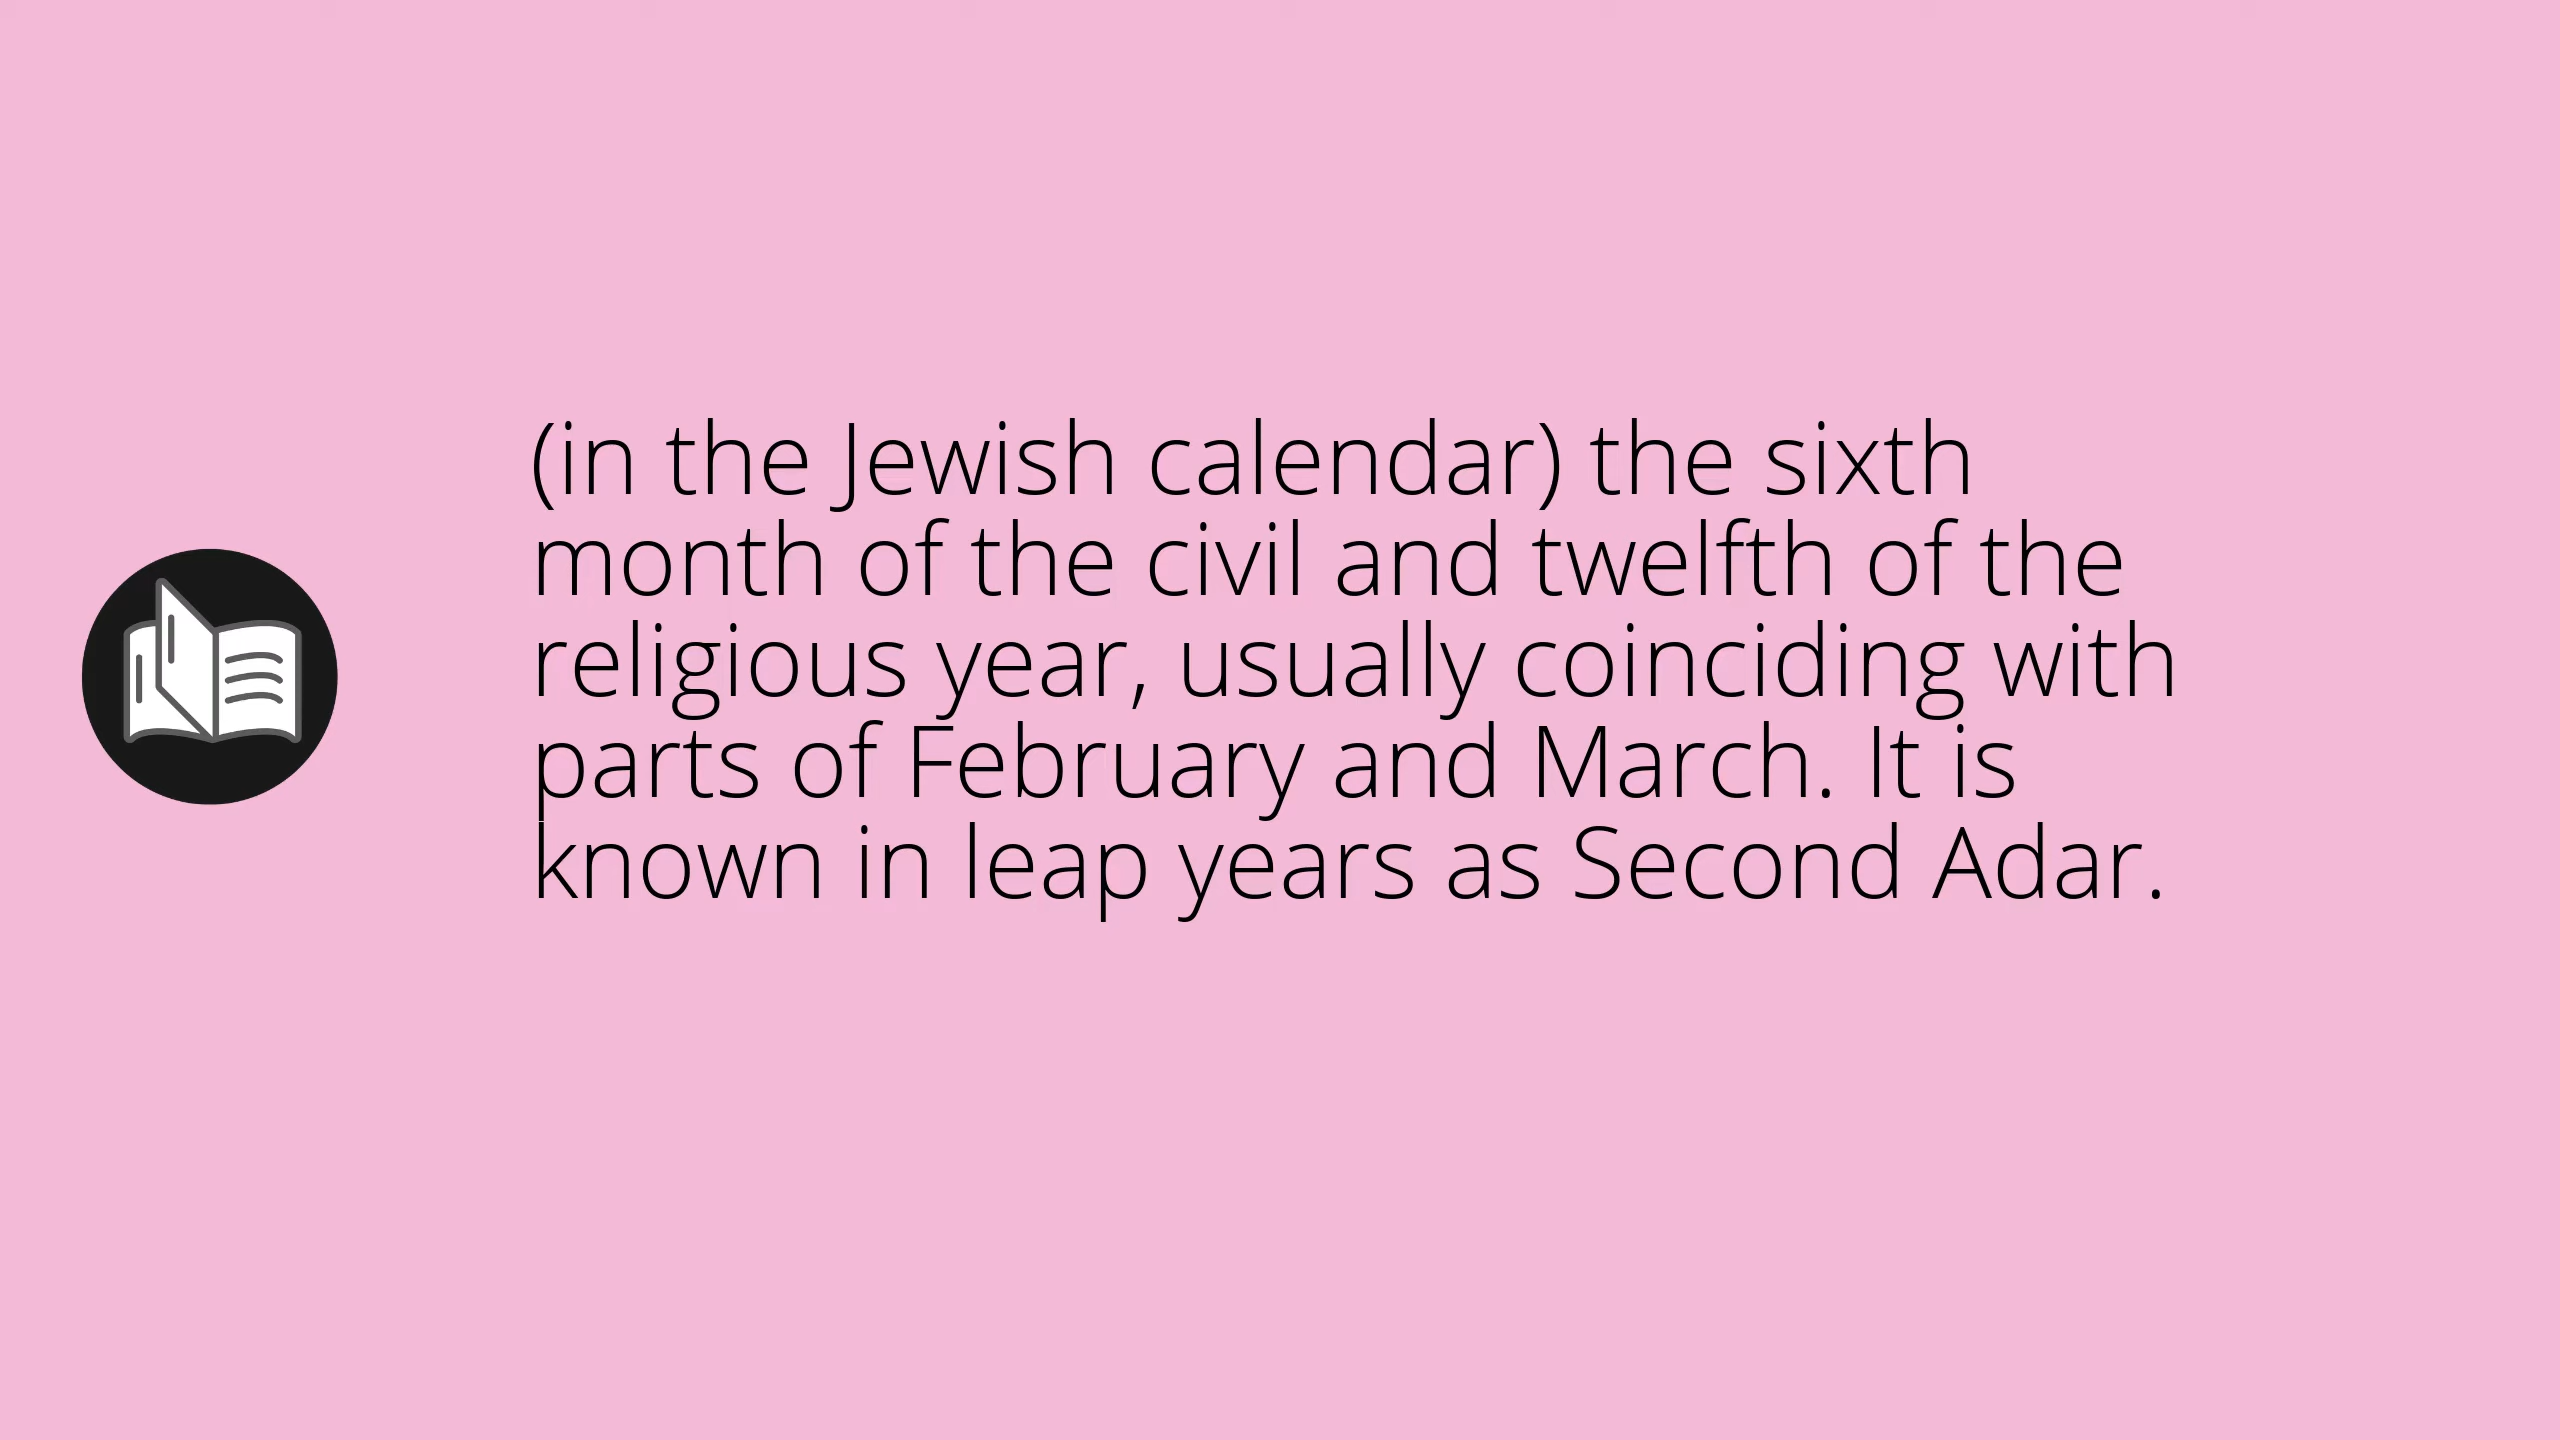 (in the Jewish calendar) the sixth
month of the civil and twelfth of the
religious year, usually coinciding with
parts of February and March. It is
known in leap years as Second Adar.